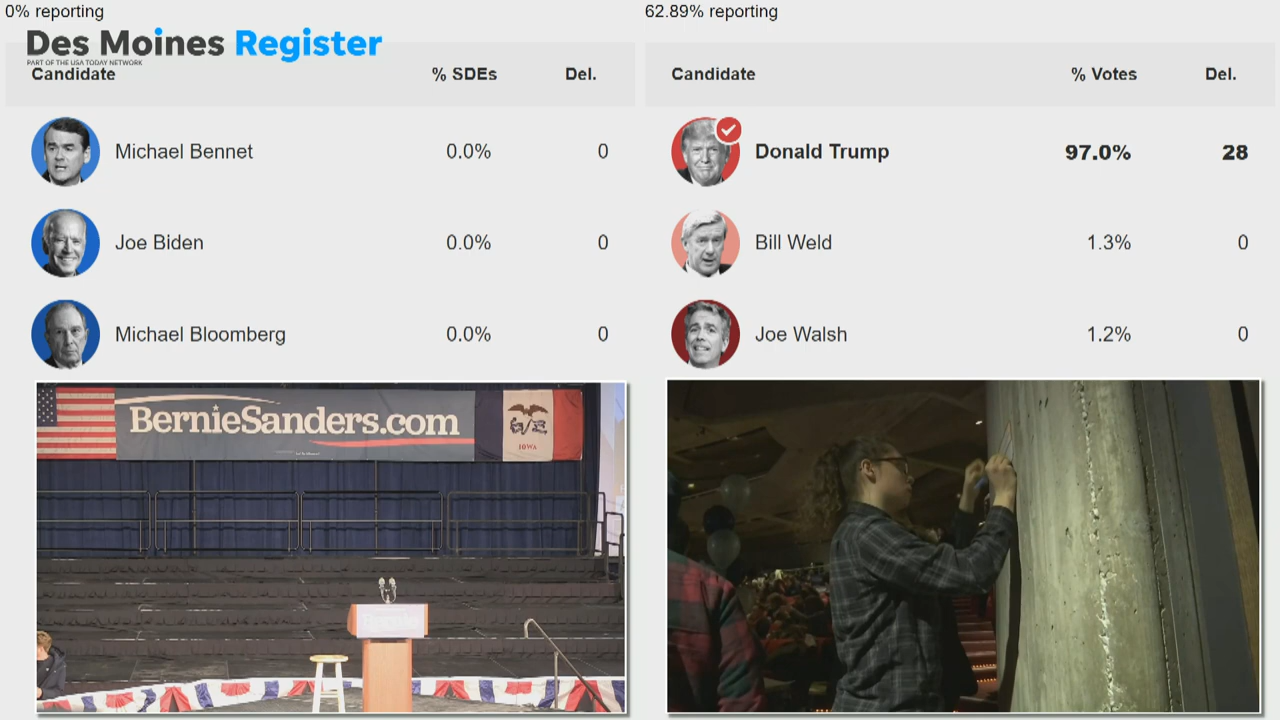 0% reporting
Des Moines Register
PART OF THE USA TODAY NETWORK
Candidate % SDEs Del.
Michael Bennet 0.0% 0
Joe Biden 0.0% 0
Michael Bloomberg 0.0% 0
62.89% reporting
Candidate % Votes Del.
Donald Trump 97.0% 28
Bill Weld 1.3% 0
Joe Walsh 1.2% 0
BernieSanders.com
IOWA